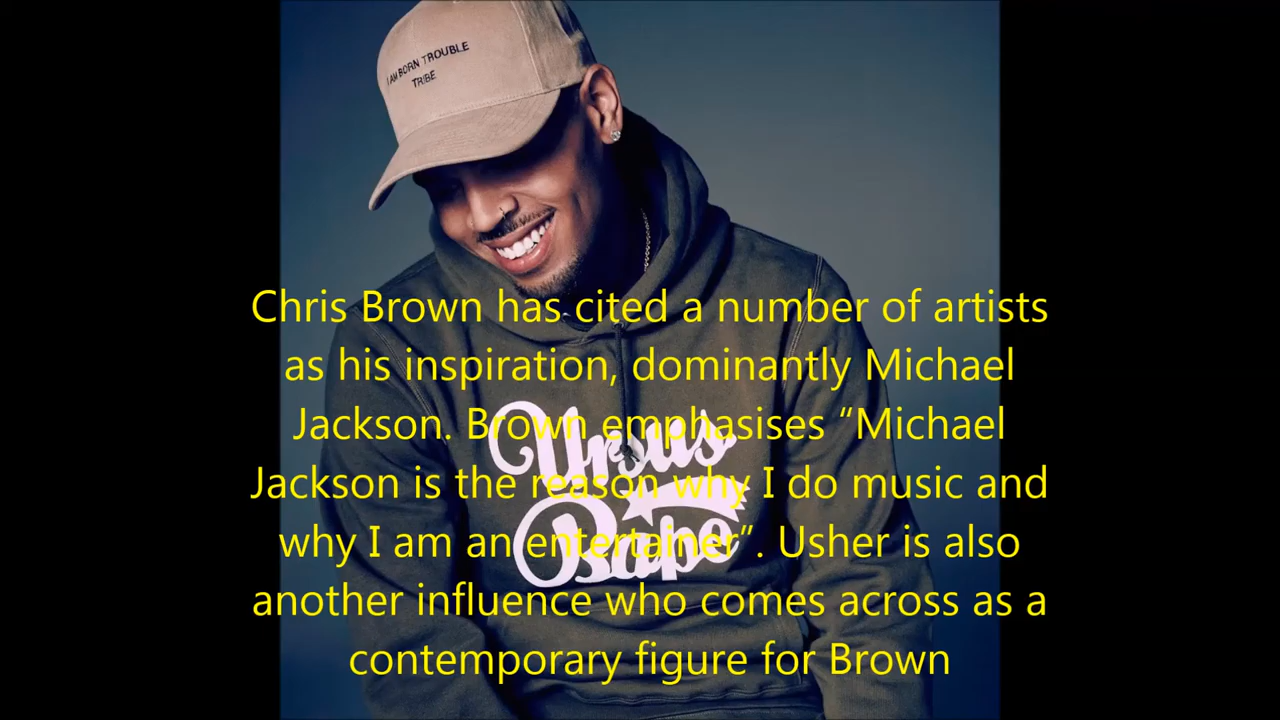 I AM BORN TROUBLE
TRIBE
Chris Brown has cited a number of artists
as his inspiration, dominantly Michael
Jackson. Brown emphasises “Michael
Jackson is the reason why I do music and
why I am an entertainer”. Usher is also
another influence who comes across as a
contemporary figure for Brown
Ursus
Bape